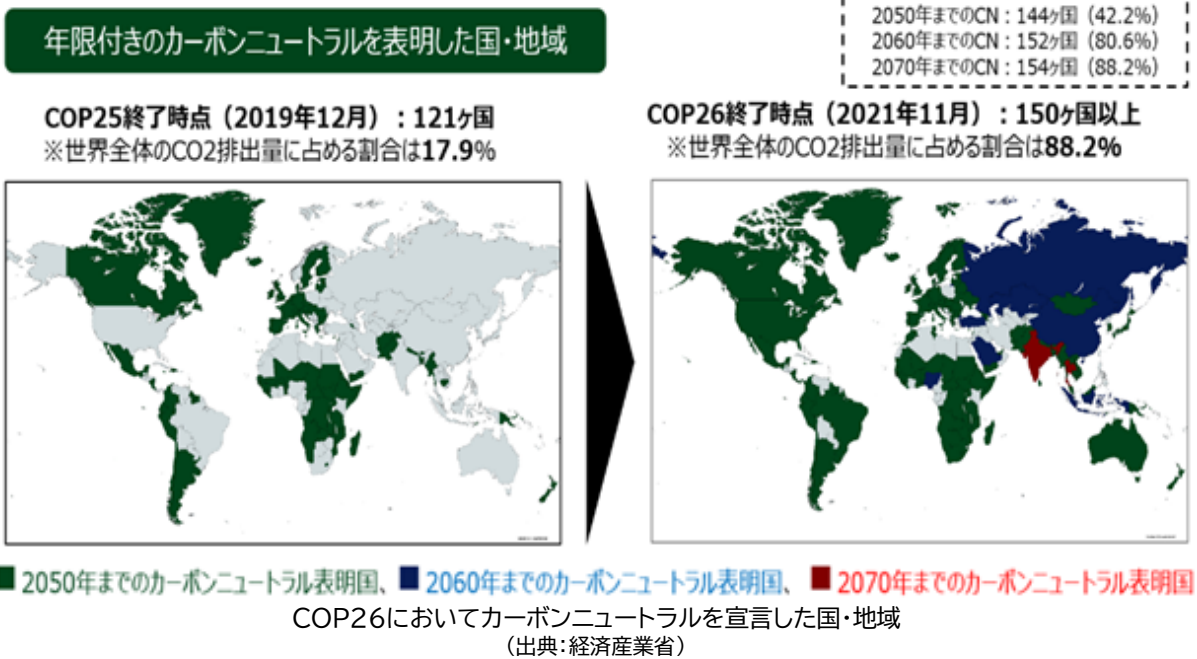 年限付きのカーボンニュートラルを表明した国・地域
2050年までのCN：144ヶ国（42.2%）
2060年までのCN：152ヶ国（80.6%）
2070年までのCN：154ヶ国（88.2%）
COP25終了時点（2019年12月）：121ヶ国
※世界全体のCO2排出量に占める割合は17.9%
COP26終了時点（2021年11月）：150ヶ国以上
※世界全体のCO2排出量に占める割合は88.2%
2050年までのカーボンニュートラル表明国、 2060年までのカーボンニュートラル表明国、 2070年までのカーボンニュートラル表明国
COP26においてカーボンニュートラルを宣言した国・地域
（出典：経済産業省）